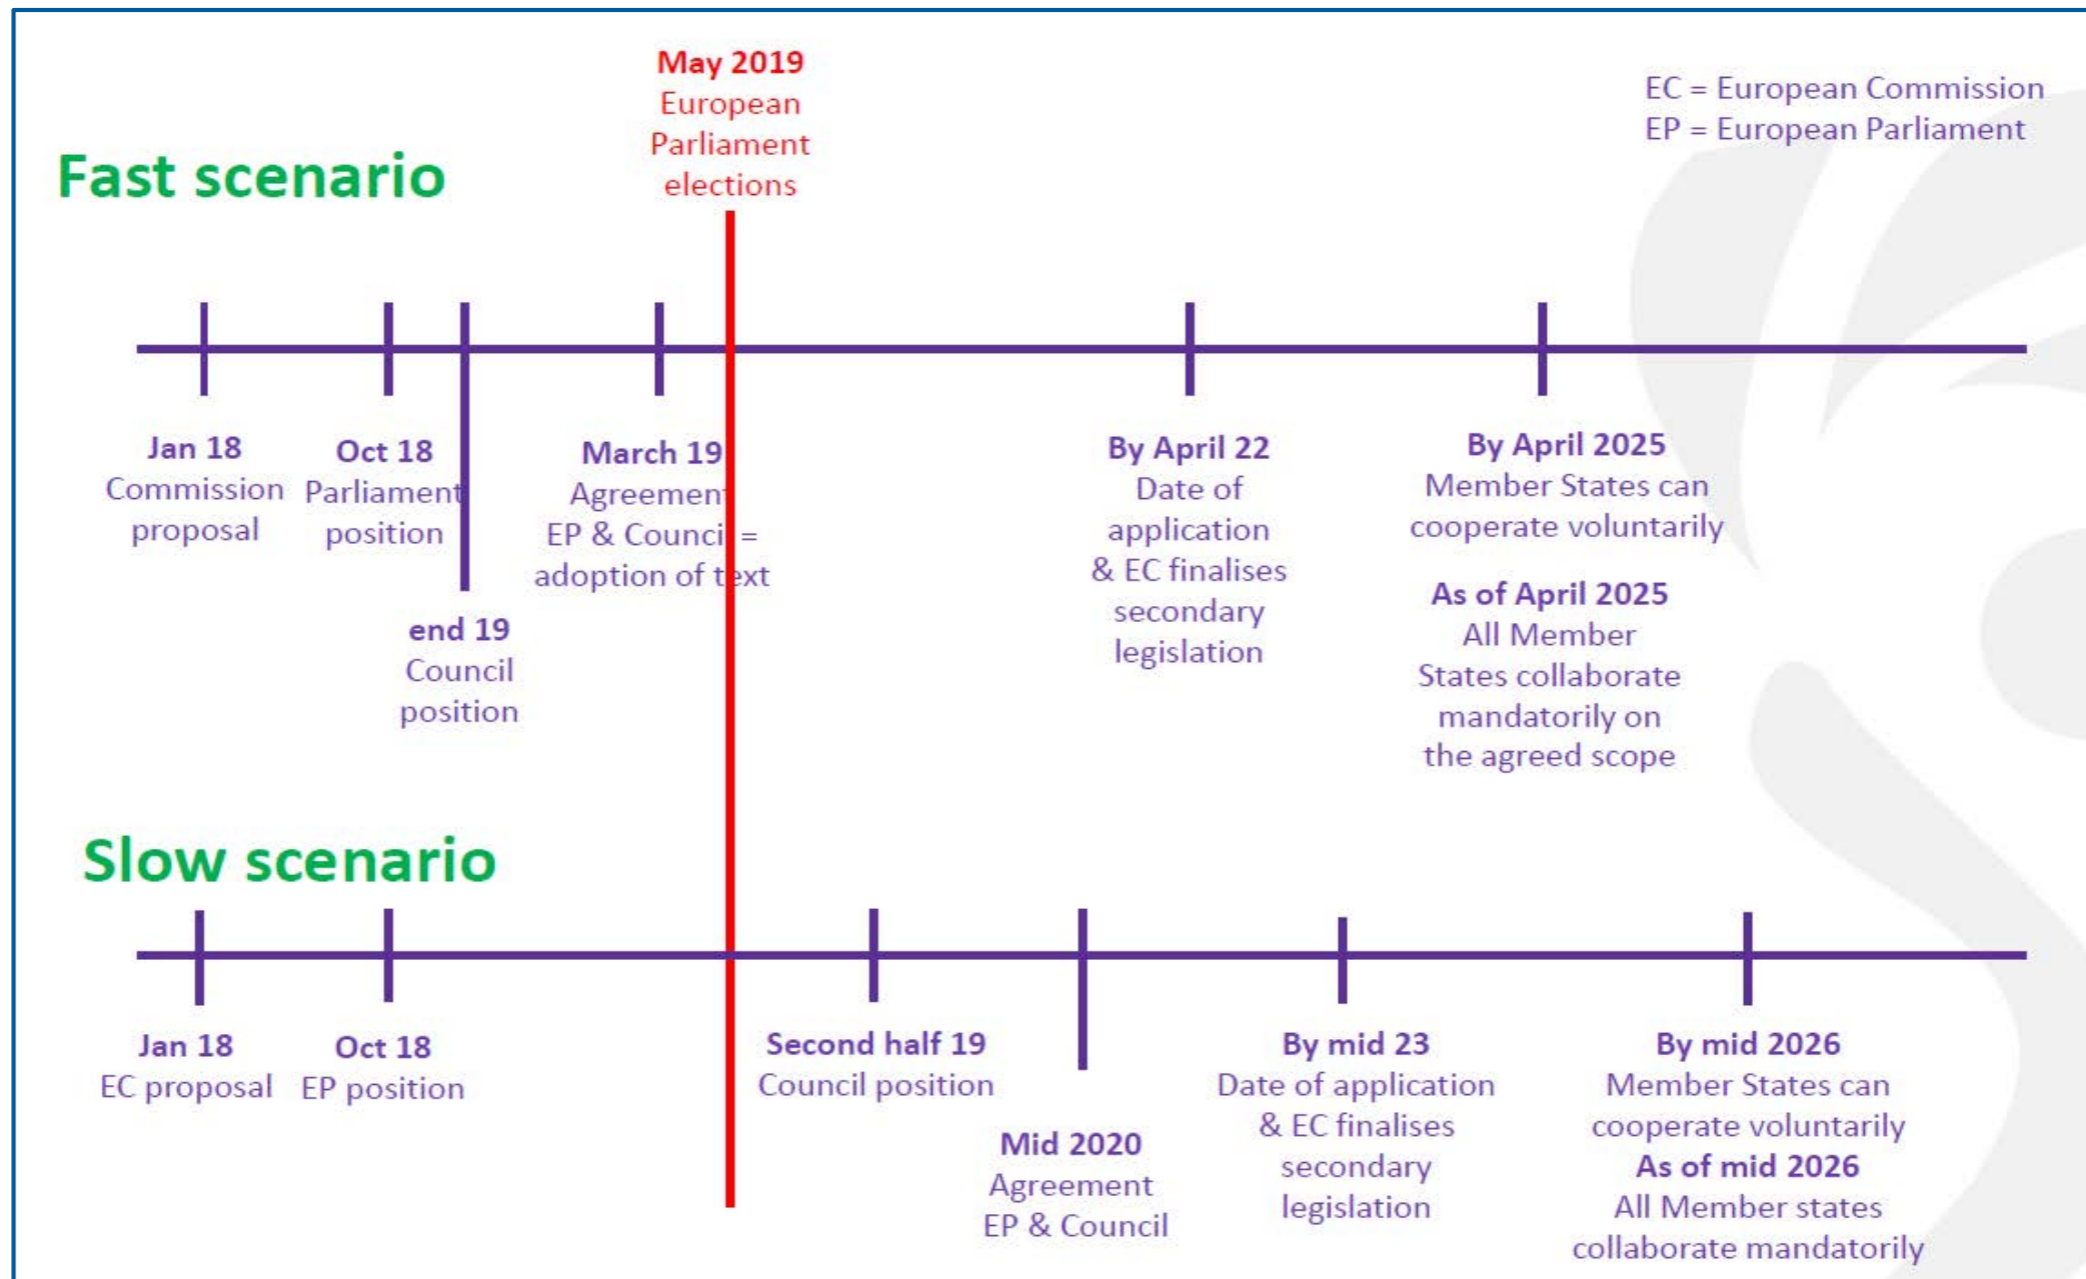 May 2019
European
Parliament
elections
EC = European Commission
EP = European Parliament
Fast scenario
Jan 18
Commission
proposal
Oct 18
Parliament
position
end 19
Council
position
March 19
Agreement
EP & Council =
adoption of text
By April 22
Date of
application
& EC finalises
secondary
legislation
By April 2025
Member States can
cooperate voluntarily
As of April 2025
All Member
States collaborate
mandatorily on
the agreed scope
Slow scenario
Jan 18
EC proposal
Oct 18
EP position
Second half 19
Council position
Mid 2020
Agreement
EP & Council
By mid 23
Date of application
& EC finalises
secondary
legislation
By mid 2026
Member States can
cooperate voluntarily
As of mid 2026
All Member states
collaborate mandatorily